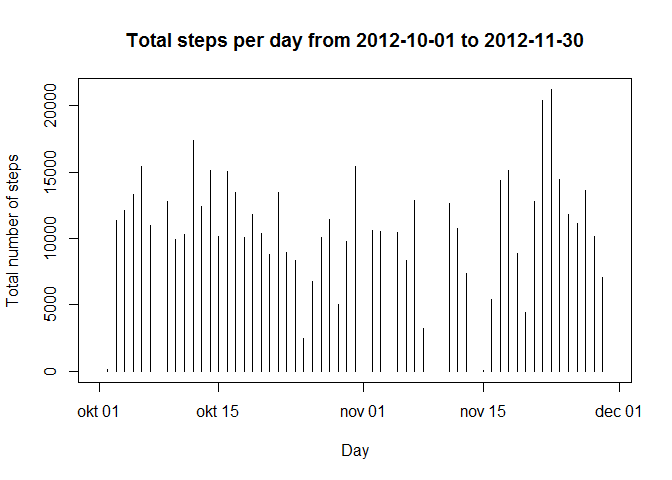 Total steps per day from 2012-10-01 to 2012-11-30
Total number of steps
20000
15000
10000
5000
0
okt 01 okt 15 nov 01 nov 15 dec 01
Day